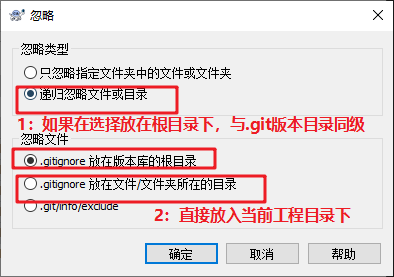 忽略
忽略类型
只忽略指定文件夹中的文件或文件夹
递归忽略文件或目录
1：如果在选择放在根目录下，与.git版本目录同级
忽略文件
.gitignore 放在版本库的根目录
.gitignore 放在文件/文件夹所在的目录
.git/info/exclude
2：直接放入当前工程目录下
确定
取消
帮助